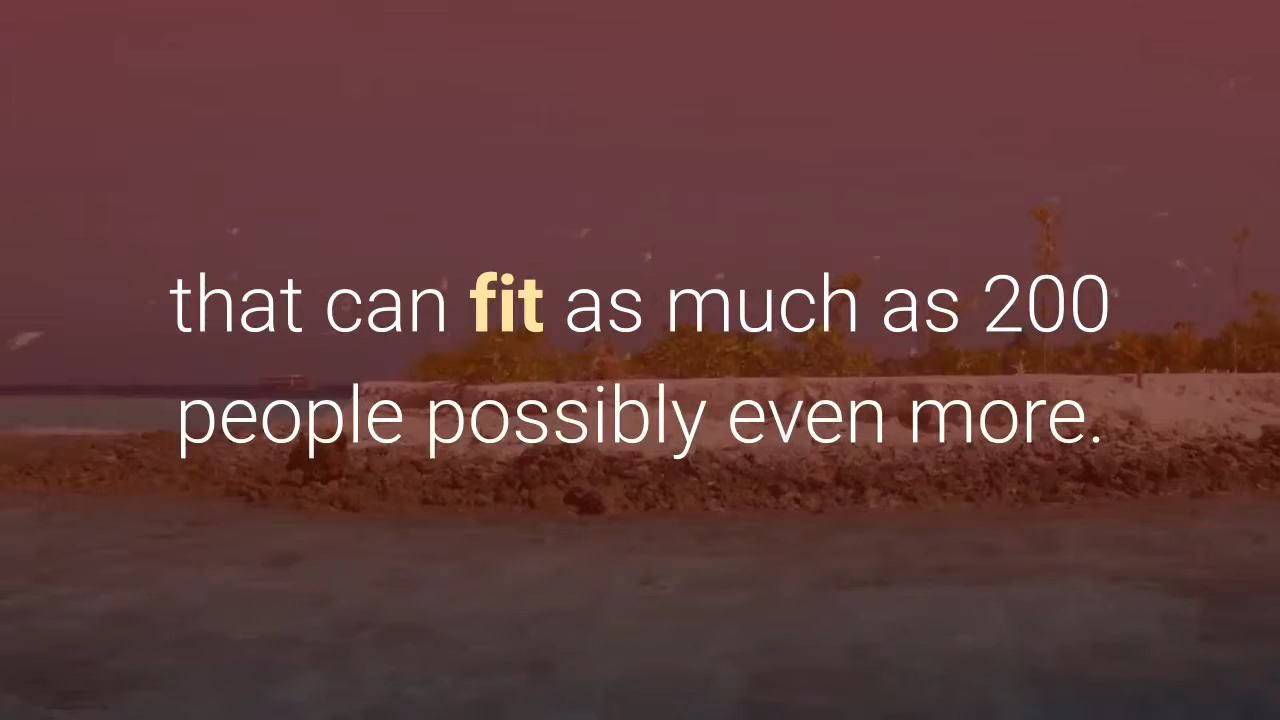 that can fit as much as 200
people possibly even more.